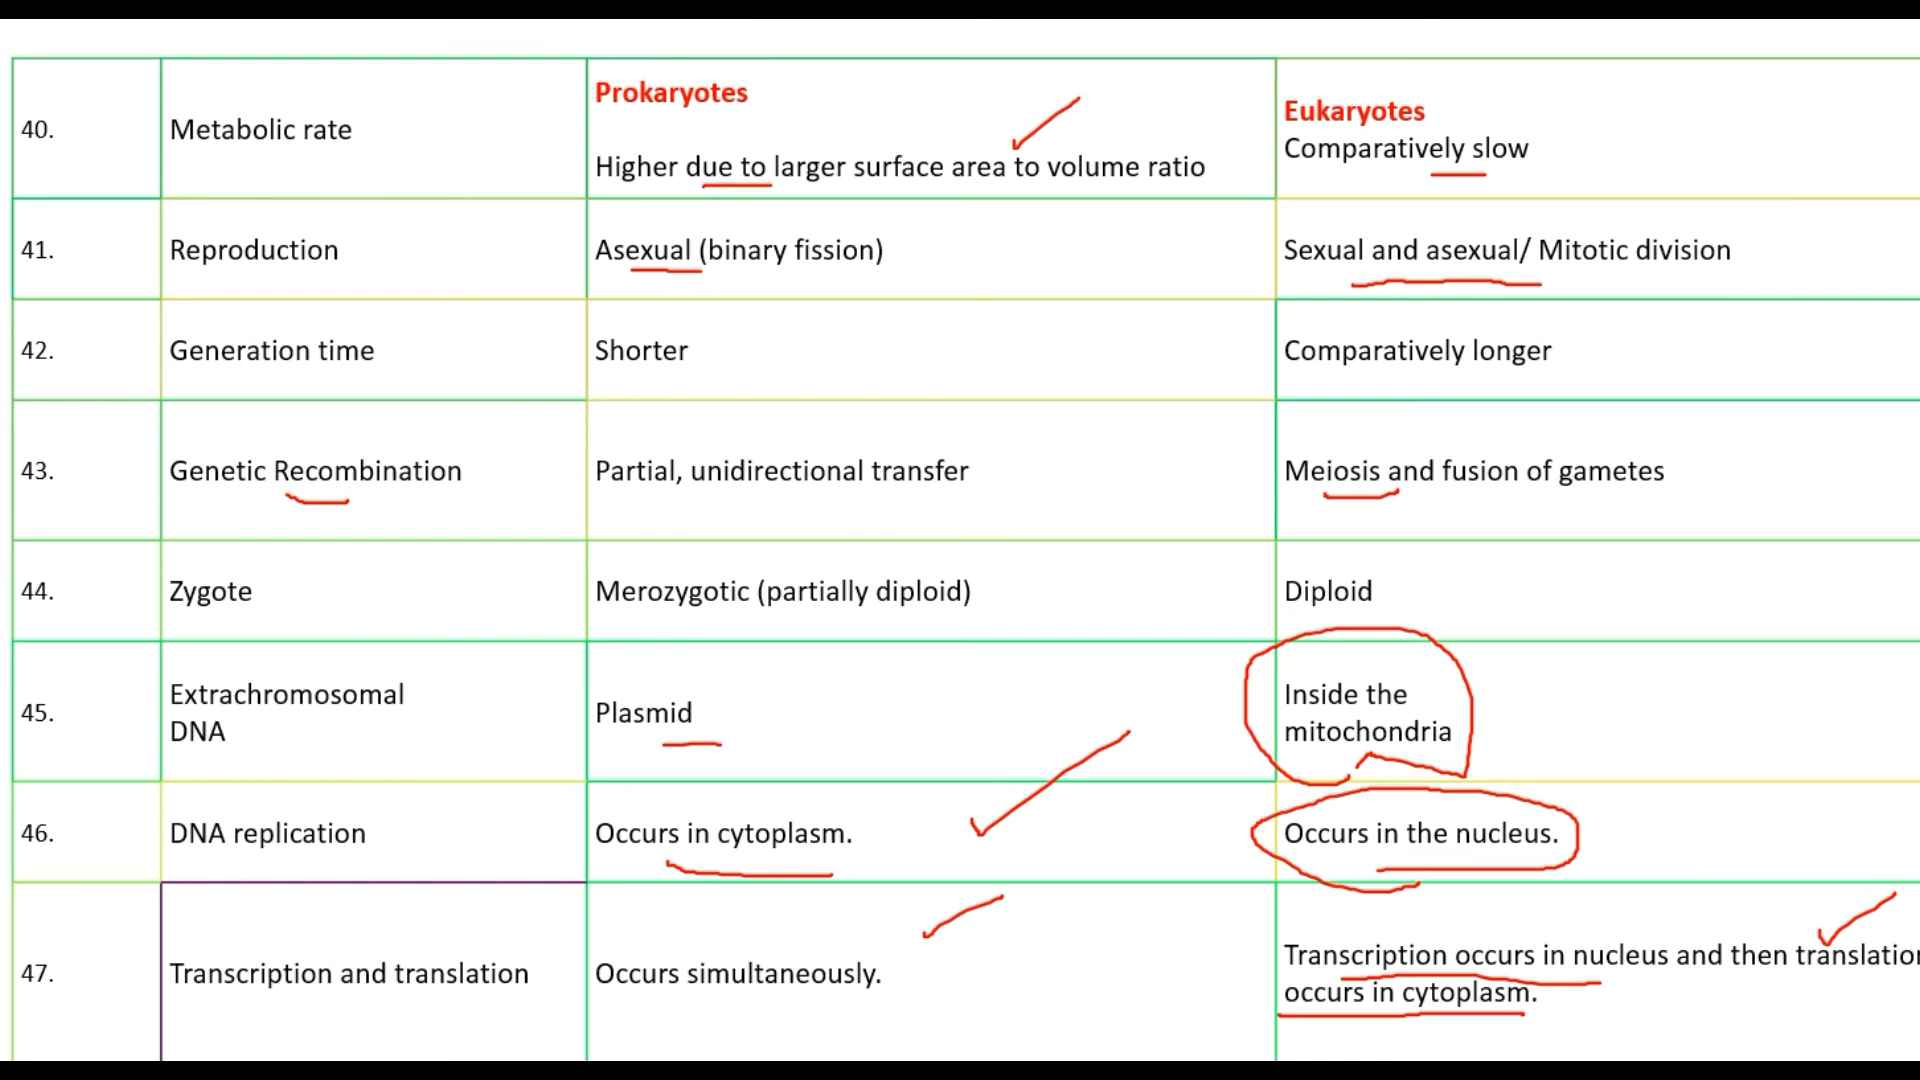 Prokaryotes
Eukaryotes
40.
Metabolic rate
Higher due to larger surface area to volume ratio
Comparatively slow
41.
Reproduction
Asexual (binary fission)
Sexual and asexual/ Mitotic division
42.
Generation time
Shorter
Comparatively longer
43.
Genetic Recombination
Partial, unidirectional transfer
Meiosis and fusion of gametes
44.
Zygote
Merozygotic (partially diploid)
Diploid
45.
Extrachromosomal
DNA
Plasmid
Inside the
mitochondria
46.
DNA replication
Occurs in cytoplasm.
Occurs in the nucleus.
47.
Transcription and translation
Occurs simultaneously.
Transcription occurs in nucleus and then translation
occurs in cytoplasm.